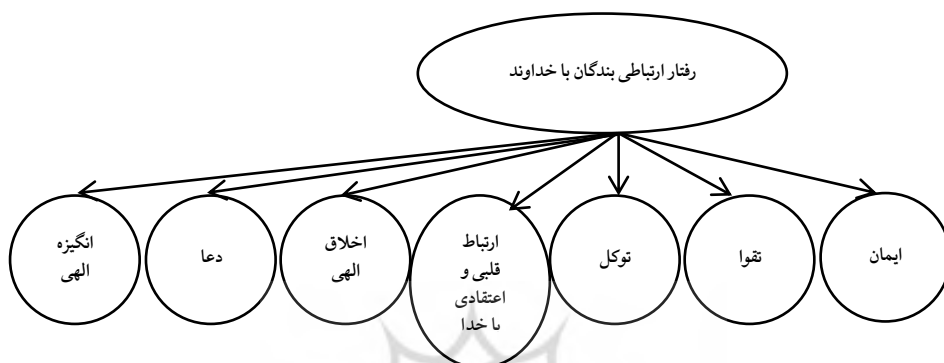 رفتار ارتباطی بندگان با خداوند
ایمان
تقوا
توکل
ارتباط
قلبی و
اعتقادی
با خدا
اخلاق
الهی
دعا
انگیزه
الهی